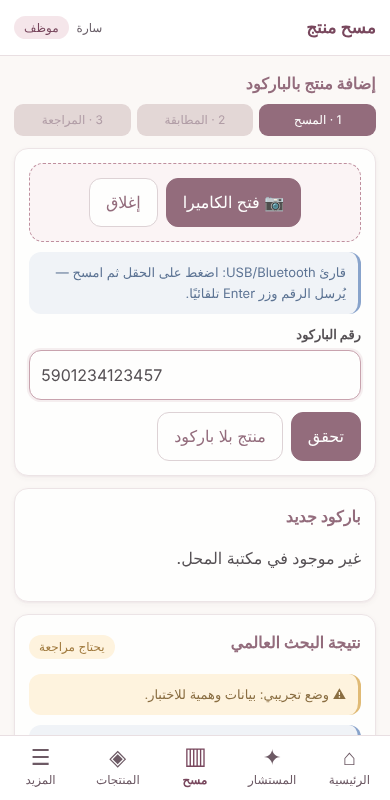 مسح منتج
سارة
موظف
إضافة منتج بالباركود
1 · المسح
2 · المطابقة
3 · المراجعة
📷 فتح الكاميرا
إغلاق
قارئ USB/Bluetooth: اضغط على الحقل ثم امسح —
يُرسل الرقم وزر Enter تلقائيًا.
رقم الباركود
5901234123457
تحقق
منتج بلا باركود
باركود جديد
غير موجود في مكتبة المحل.
نتيجة البحث العالمي
يحتاج مراجعة
⚠ وضع تجريبي: بيانات وهمية للاختبار.
الرئيسية
المستشار
مسح
المنتجات
المزيد